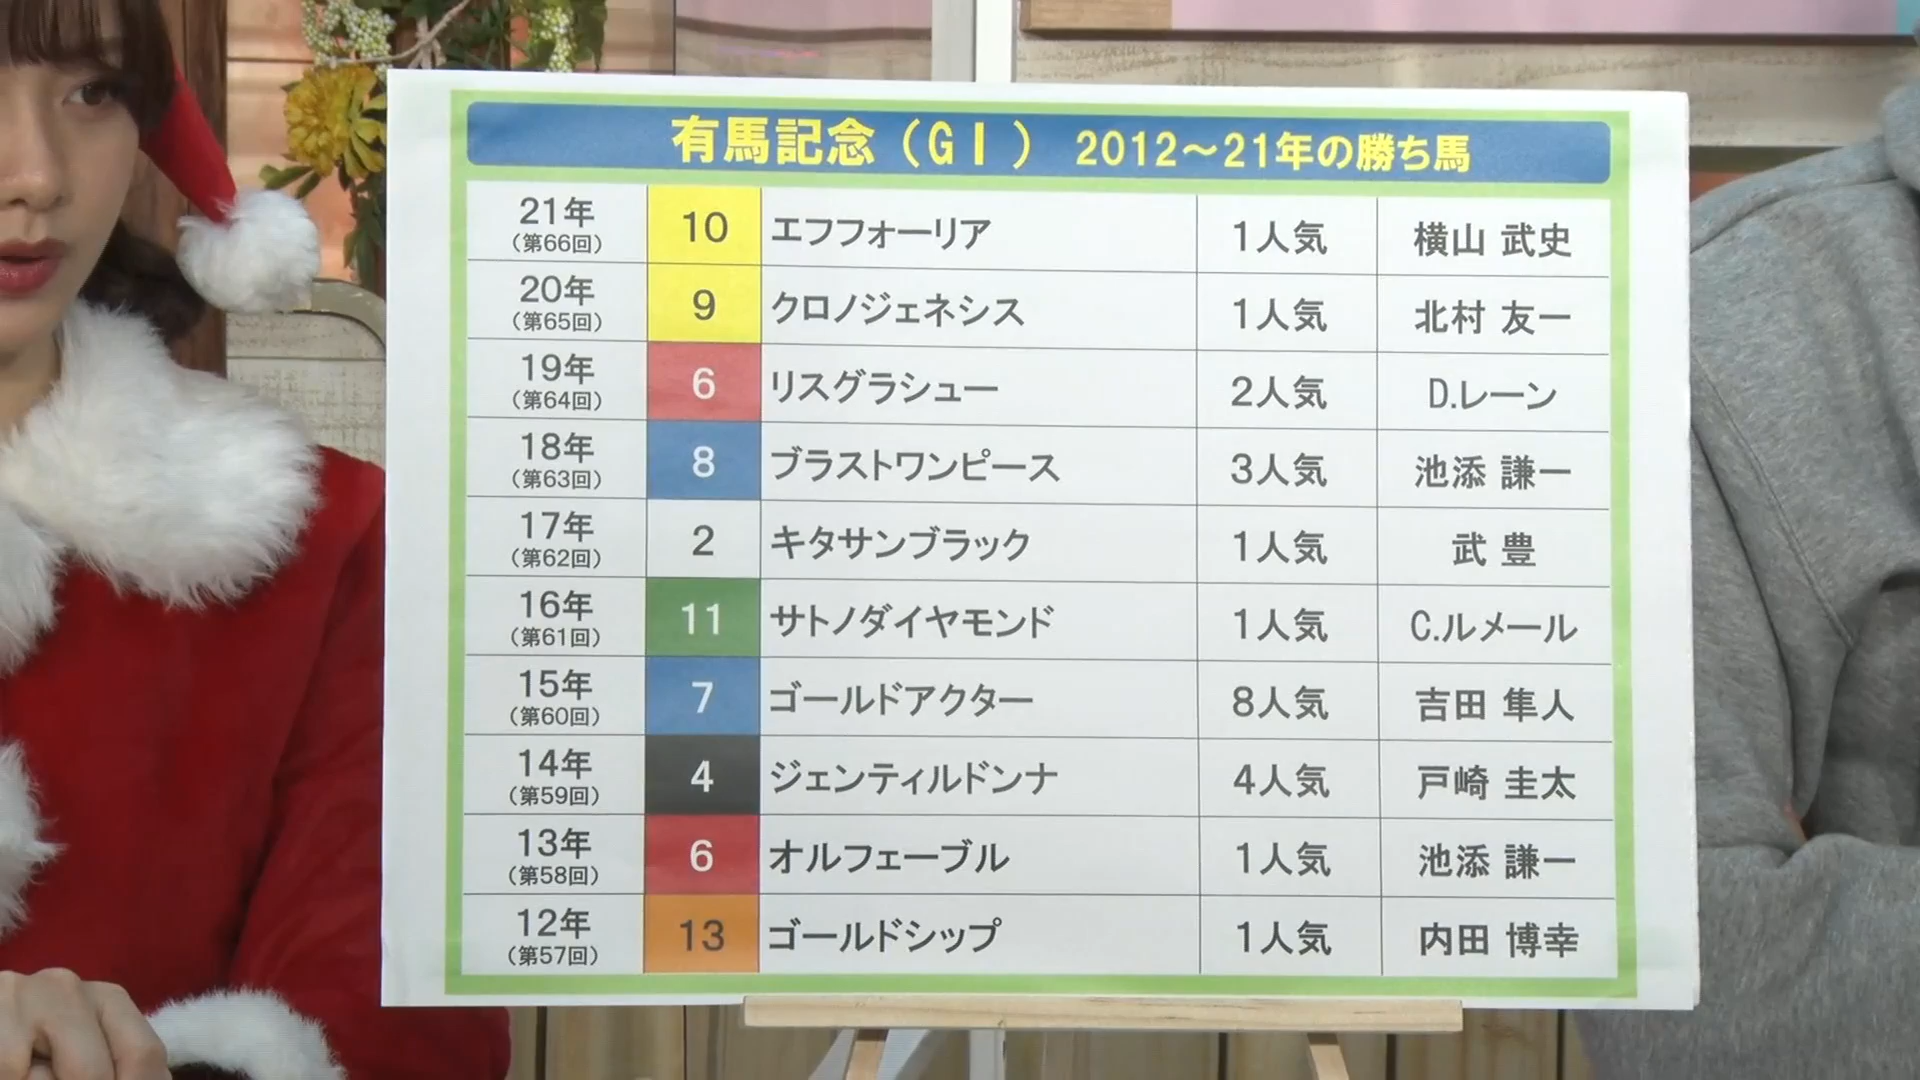 有馬記念（GⅠ） 2012～21年の勝ち馬
21年 10 エフフォーリア 1人気 横山 武史
（第66回）
20年 9 クロノジェネシス 1人気 北村 友一
（第65回）
19年 6 リスグラシュー 2人気 D.レーン
（第64回）
18年 8 ブラストワンピース 3人気 池添 謙一
（第63回）
17年 2 キタサンブラック 1人気 武 豊
（第62回）
16年 11 サトノダイヤモンド 1人気 C.ルメール
（第61回）
15年 7 ゴールドアクター 8人気 吉田 隼人
（第60回）
14年 4 ジェンティルドンナ 4人気 戸崎 圭太
（第59回）
13年 6 オルフェーブル 1人気 池添 謙一
（第58回）
12年 13 ゴールドシップ 1人気 内田 博幸
（第57回）